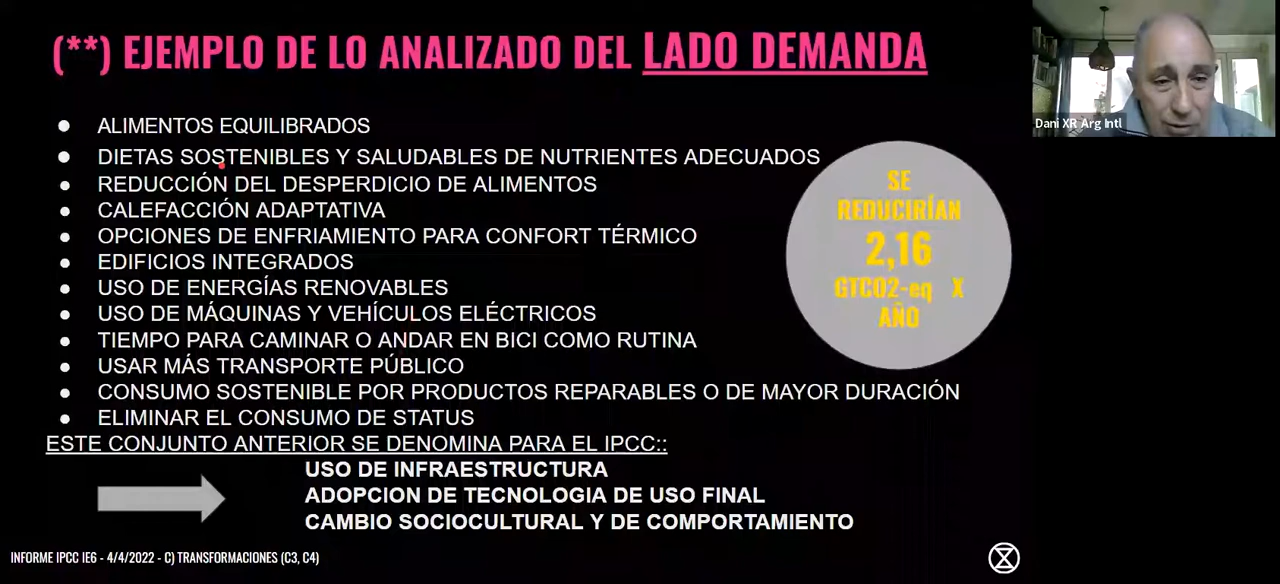 (**) EJEMPLO DE LO ANALIZADO DEL LADO DEMANDA
Dani XR Arg Intl
● ALIMENTOS EQUILIBRADOS
● DIETAS SOSTENIBLES Y SALUDABLES DE NUTRIENTES ADECUADOS
● REDUCCIÓN DEL DESPERDICIO DE ALIMENTOS
● CALEFACCIÓN ADAPTATIVA
● OPCIONES DE ENFRIAMIENTO PARA CONFORT TÉRMICO
● EDIFICIOS INTEGRADOS
● USO DE ENERGÍAS RENOVABLES
● USO DE MÁQUINAS Y VEHÍCULOS ELÉCTRICOS
● TIEMPO PARA CAMINAR O ANDAR EN BICI COMO RUTINA
● USAR MÁS TRANSPORTE PÚBLICO
● CONSUMO SOSTENIBLE POR PRODUCTOS REPARABLES O DE MAYOR DURACIÓN
● ELIMINAR EL CONSUMO DE STATUS
SE
REDUCIRÍAN
2,16
GTCO2-eq X
AÑO
ESTE CONJUNTO ANTERIOR SE DENOMINA PARA EL IPCC::
USO DE INFRAESTRUCTURA
ADOPCION DE TECNOLOGIA DE USO FINAL
CAMBIO SOCIOCULTURAL Y DE COMPORTAMIENTO
INFORME IPCC IE6 - 4/4/2022 - C) TRANSFORMACIONES (C3, C4)